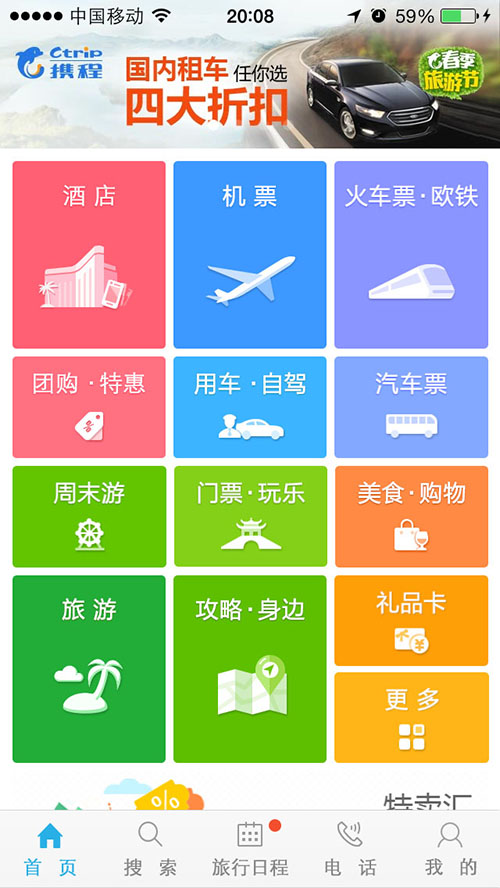 中国移动
20:08
59%
Ctrip
携程
国内租车 任你选
四大折扣
春季
旅游节
酒店
机票
火车票·欧铁
团购·特惠
用车·自驾
汽车票
周末游
门票·玩乐
美食·购物
旅游
攻略·身边
礼品卡
更多
特卖汇
首页
搜索
旅行日程
电话
我的